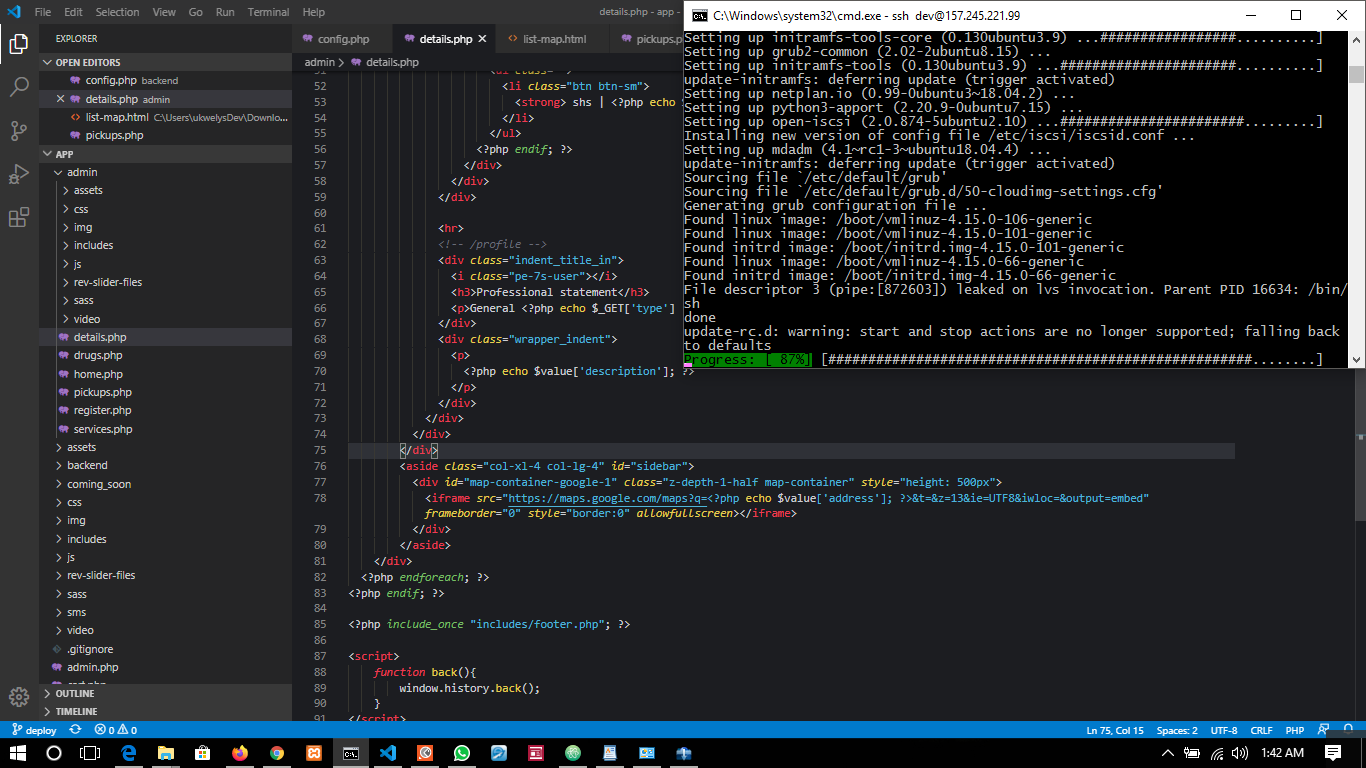 File Edit Selection View Go Run Terminal Help
details.php - app -
EXPLORER
OPEN EDITORS
config.php backend
details.php admin
list-map.html C:\Users\ukwelysDev\Downlo...
pickups.php
APP
admin
assets
css
img
includes
js
rev-slider-files
sass
video
details.php
drugs.php
home.php
pickups.php
register.php
services.php
assets
backend
coming_soon
css
img
includes
js
rev-slider-files
sass
sms
video
.gitignore
admin.php
OUTLINE
TIMELINE
config.php
details.php
list-map.html
pickups.p
admin > details.php
52 <li class="btn btn-sm">
53 <strong> shs | <?php echo
54 </li>
55 </ul>
56 <?php endif; ?>
57 </div>
58 </div>
59 </div>
60
61 <hr>
62 <!-- /profile -->
63 <div class="indent_title_in">
64 <i class="pe-7s-user"></i>
65 <h3>Professional statement</h3>
66 <p>General <?php echo $_GET['type']
67 </div>
68 <div class="wrapper_indent">
69 <p>
70 <?php echo $value['description']; ?>
71 </p>
72 </div>
73 </div>
74 </div>
75 </div>
76 <aside class="col-xl-4 col-lg-4" id="sidebar">
77 <div id="map-container-google-1" class="z-depth-1-half map-container" style="height: 500px">
78 <iframe src="https://maps.google.com/maps?q=<?php echo $value['address']; ?>&t=&z=13&ie=UTF8&iwloc=&output=embed"
frameborder="0" style="border:0" allowfullscreen></iframe>
79 </div>
80 </aside>
81 </div>
82 <?php endforeach; ?>
83 <?php endif; ?>
84
85 <?php include_once "includes/footer.php"; ?>
86
87 <script>
88 function back(){
89 window.history.back();
90 }
91 </script>
C:\Windows\system32\cmd.exe - ssh dev@157.245.221.99
Setting up initramfs-tools-core (0.130ubuntu3.9) ...#################..........]
Setting up grub2-common (2.02-2ubuntu8.15) ...
Setting up initramfs-tools (0.130ubuntu3.9) ...######################..........]
update-initramfs: deferring update (trigger activated)
Setting up netplan.io (0.99-0ubuntu3~18.04.2) ...
Setting up python3-apport (2.20.9-0ubuntu7.15) ...
Setting up open-iscsi (2.0.874-5ubuntu2.10) ...#######################.........]
Installing new version of config file /etc/iscsi/iscsid.conf ...
Setting up mdadm (4.1~rc1-3~ubuntu18.04.4) ...
update-initramfs: deferring update (trigger activated)
Sourcing file `/etc/default/grub'
Sourcing file `/etc/default/grub.d/50-cloudimg-settings.cfg'
Generating grub configuration file ...
Found linux image: /boot/vmlinuz-4.15.0-106-generic
Found linux image: /boot/vmlinuz-4.15.0-101-generic
Found initrd image: /boot/initrd.img-4.15.0-101-generic
Found linux image: /boot/vmlinuz-4.15.0-66-generic
Found initrd image: /boot/initrd.img-4.15.0-66-generic
File descriptor 3 (pipe:[872603]) leaked on lvs invocation. Parent PID 16634: /bin/
sh
done
update-rc.d: warning: start and stop actions are no longer supported; falling back
to defaults
Progress: [ 87%] [#####################################################........]
deploy 0 0
Ln 75, Col 15 Spaces: 2 UTF-8 CRLF PHP
1:42 AM